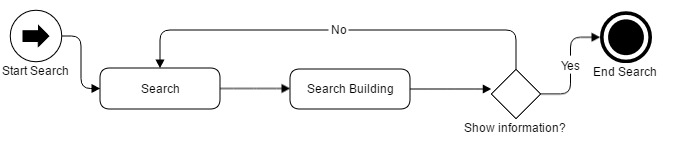 No
Start Search
Search
Search Building
Yes
End Search
Show information?